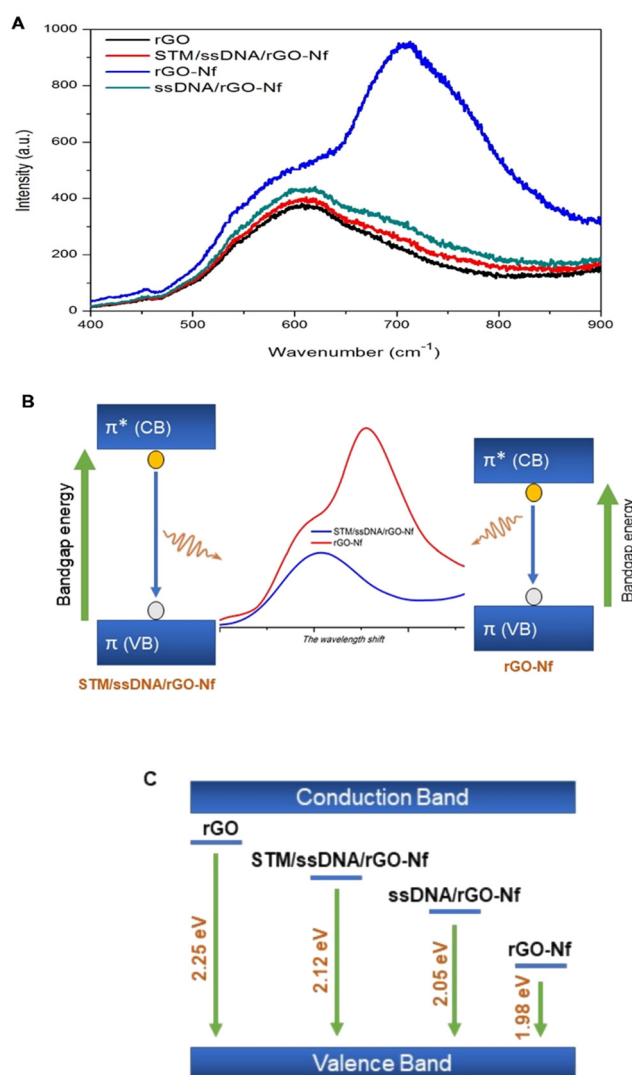 A
1000
800
600
400
200
0
Intensity (a.u.)
rGO
STM/ssDNA/rGO-Nf
rGO-Nf
ssDNA/rGO-Nf
400 500 600 700 800 900
Wavenumber (cm⁻¹)
B
π* (CB)
Bandgap energy
π (VB)
STM/ssDNA/rGO-Nf
STM/ssDNA/rGO-Nf
rGO-Nf
The wavelength shift
π* (CB)
Bandgap energy
π (VB)
rGO-Nf
C
Conduction Band
rGO
STM/ssDNA/rGO-Nf
ssDNA/rGO-Nf
rGO-Nf
2.25 eV
2.12 eV
2.05 eV
1.98 eV
Valence Band